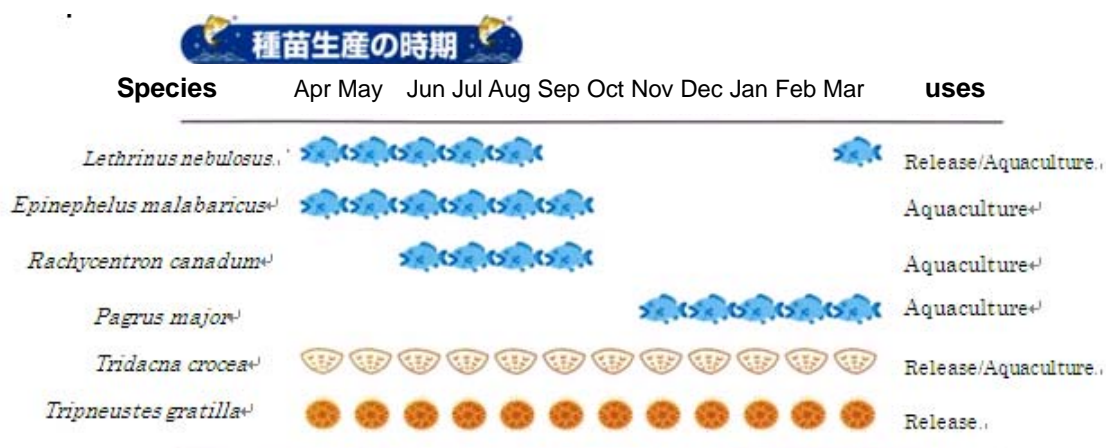 種苗生産の時期
Species Apr May Jun Jul Aug Sep Oct Nov Dec Jan Feb Mar uses
Lethrinus nebulosus Release/Aquaculture
Epinephelus malabaricus↵ Aquaculture↵
Rachycentron canadum↵ Aquaculture↵
Pagrus major↵ Aquaculture↵
Tridacna crocea↵ Release/Aquaculture
Tripneustes gratilla↵ Release